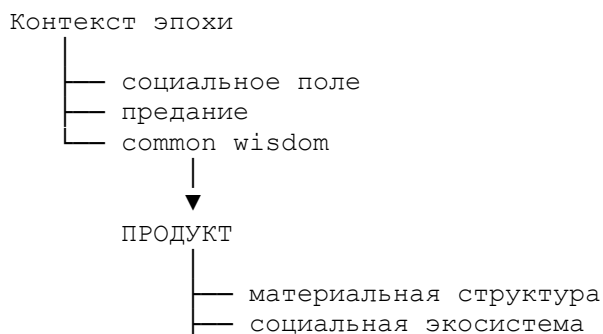 Контекст эпохи
социальное поле
предание
common wisdom
ПРОДУКТ
материальная структура
социальная экосистема